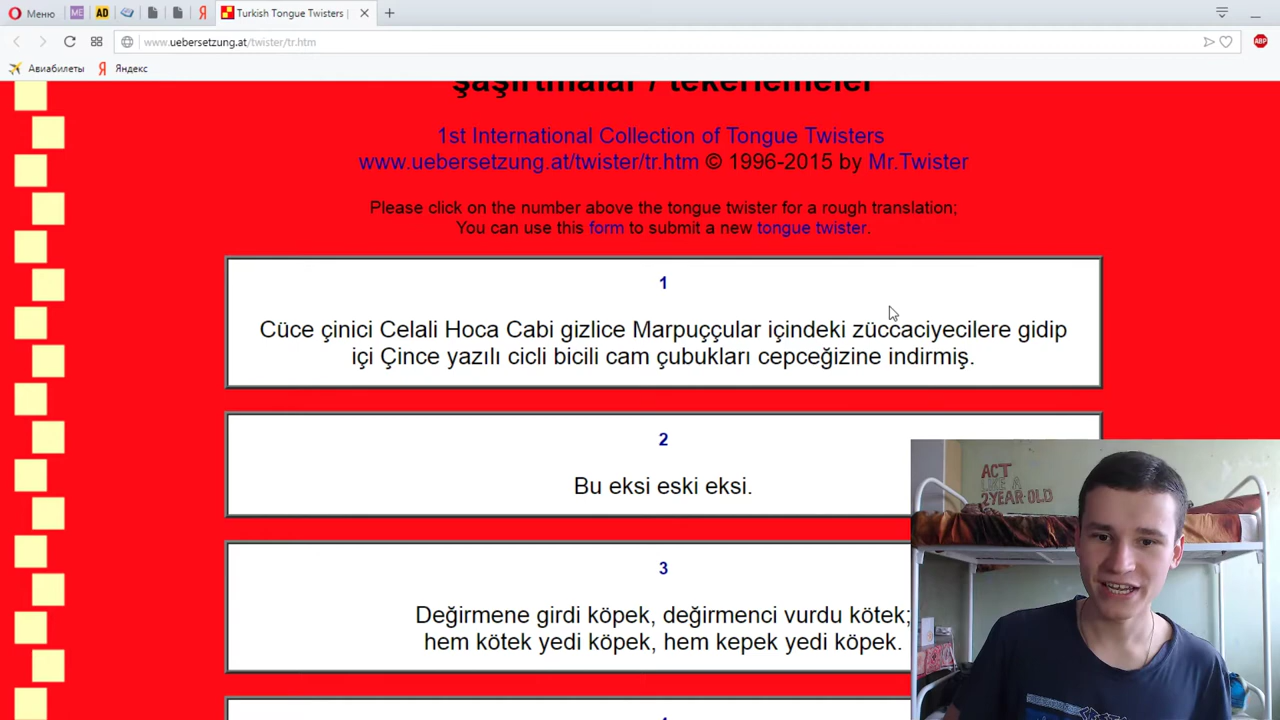 Меню
ME
AD
Я
Turkish Tongue Twisters |
www.uebersetzung.at/twister/tr.htm
ABP
Авиабилеты
Я Яндекс
şaşırtmalar / tekerlemeler
1st International Collection of Tongue Twisters
www.uebersetzung.at/twister/tr.htm © 1996-2015 by Mr.Twister
Please click on the number above the tongue twister for a rough translation;
You can use this form to submit a new tongue twister.
1
Cüce çinici Celali Hoca Cabi gizlice Marpuççular içindeki züccaciyecilere gidip
içi Çince yazılı cicli bicili cam çubukları cepceğizine indirmiş.
2
Bu eksi eski eksi.
3
Değirmene girdi köpek, değirmenci vurdu kötek;
hem kötek yedi köpek, hem kepek yedi köpek.
ACT
LIKE A
2YEAR-OLD